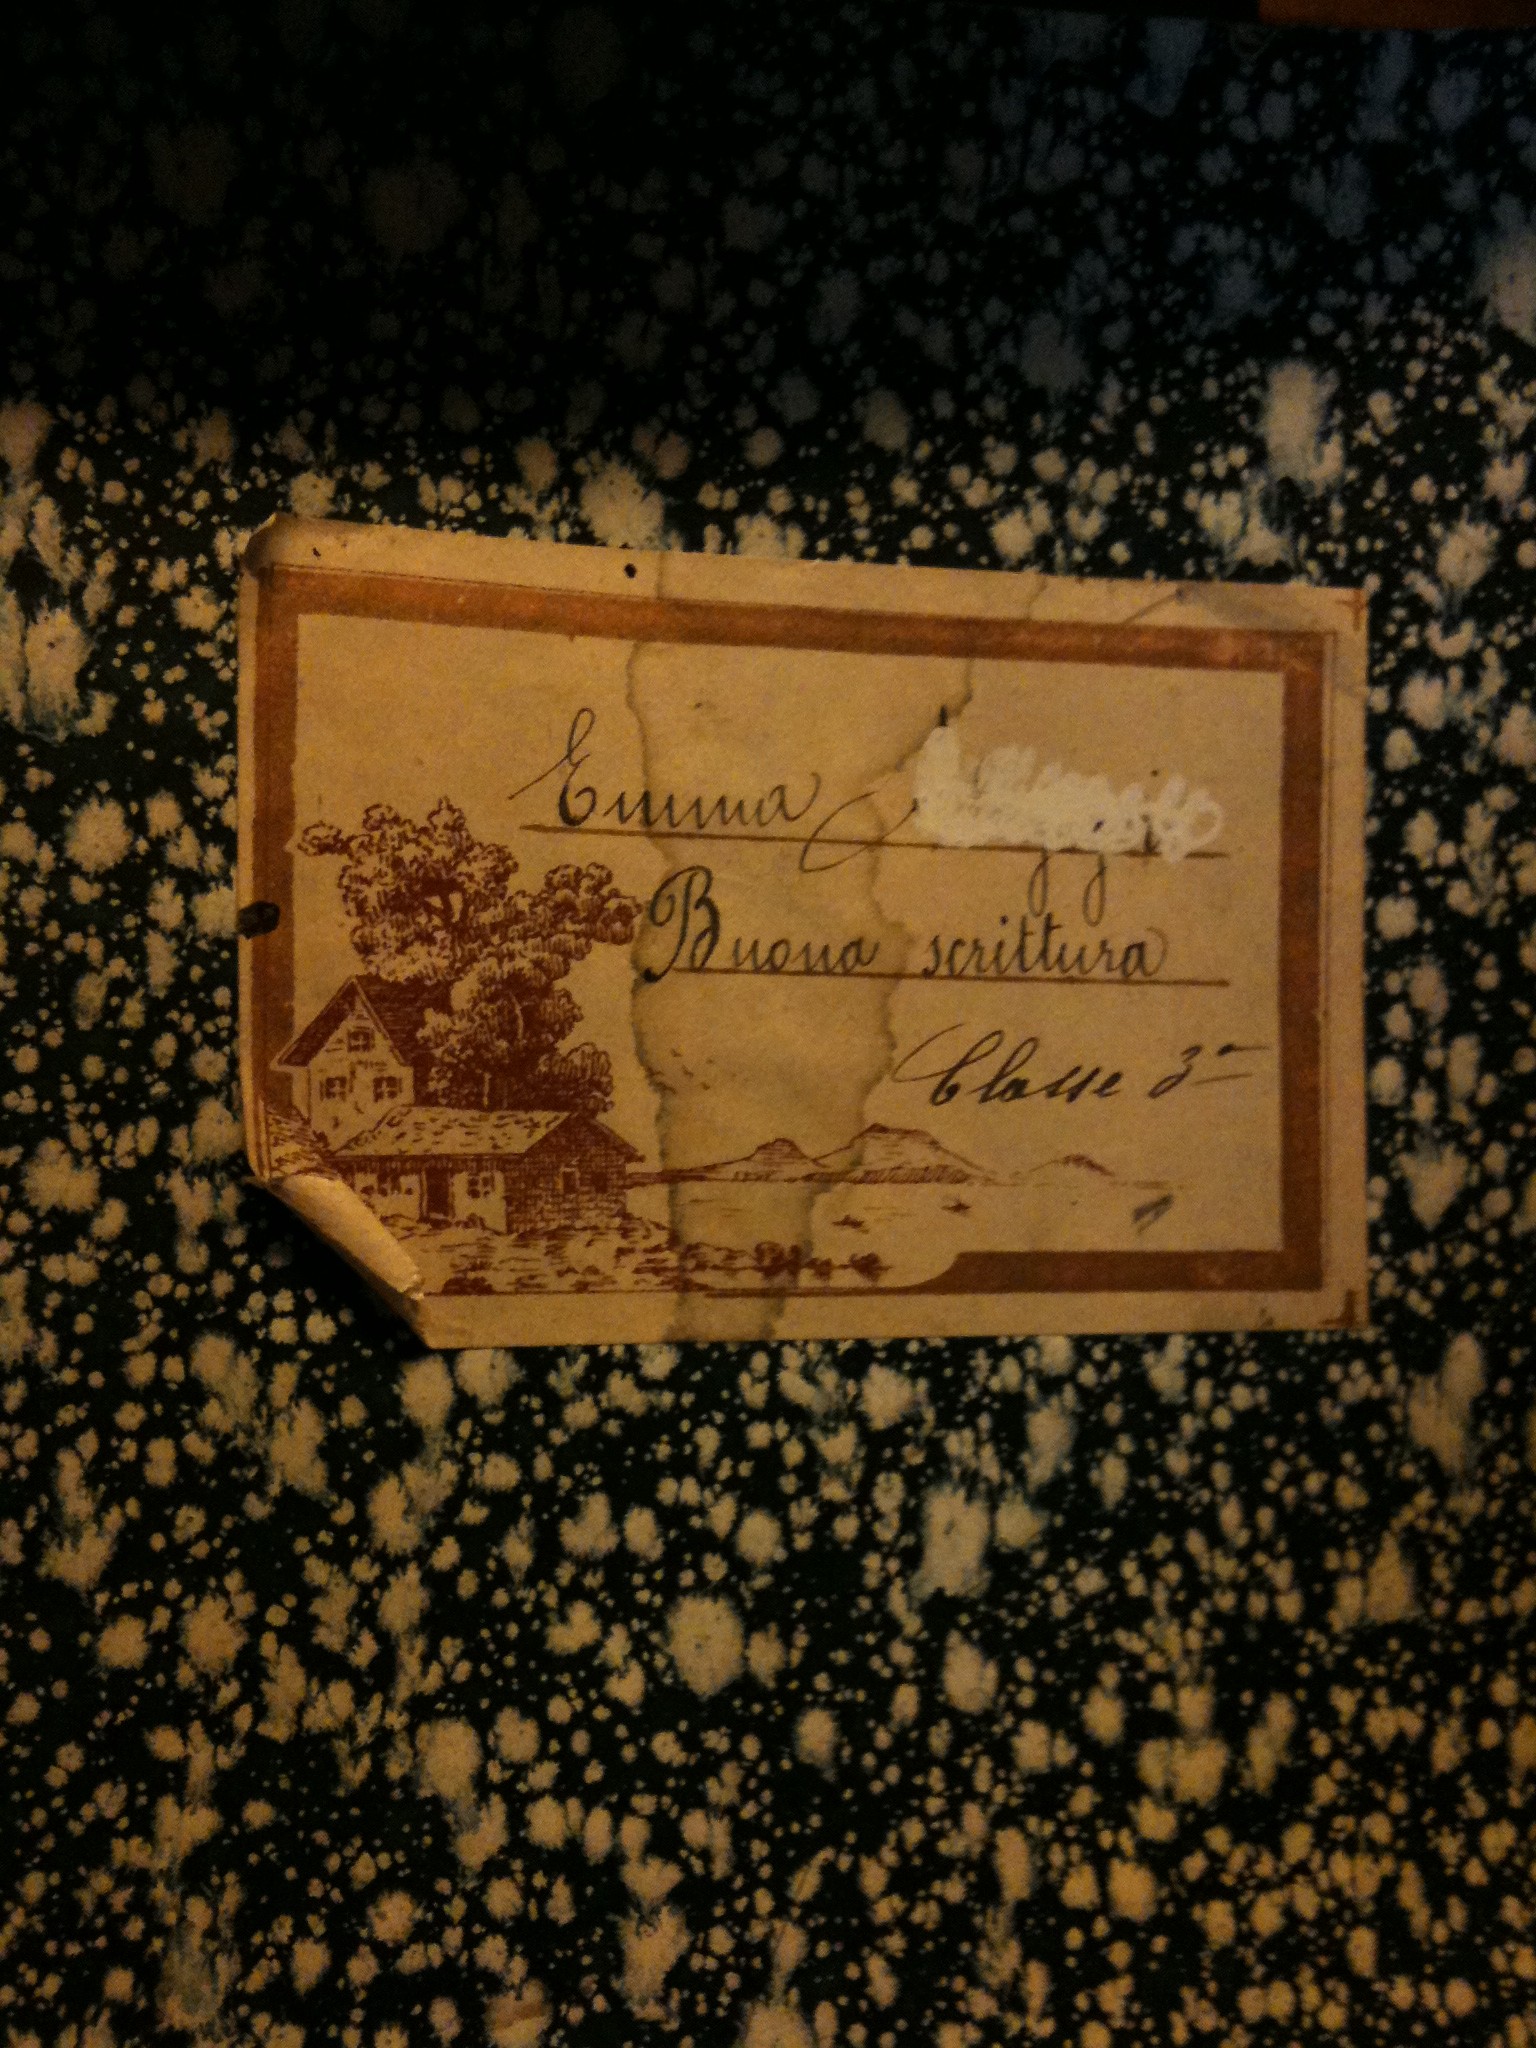 Emma
Buona scrittura
Classe 3ª